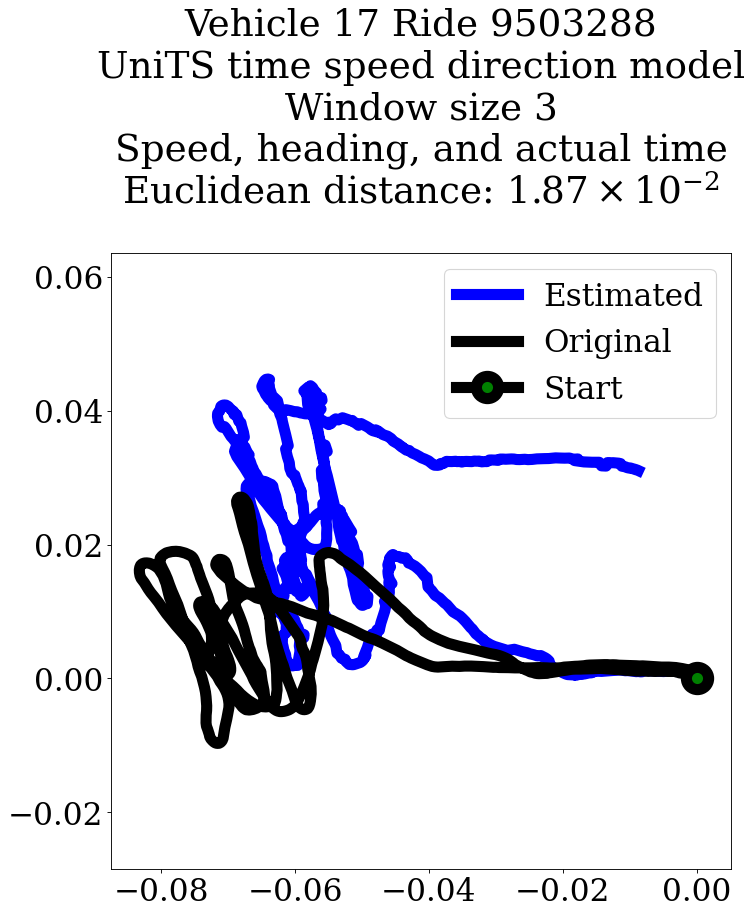 Vehicle 17 Ride 9503288
UniTS time speed direction model
Window size 3
Speed, heading, and actual time
Euclidean distance: 1.87 × 10⁻²
Estimated
Original
Start
0.06
0.04
0.02
0.00
−0.02
−0.08 −0.06 −0.04 −0.02 0.00